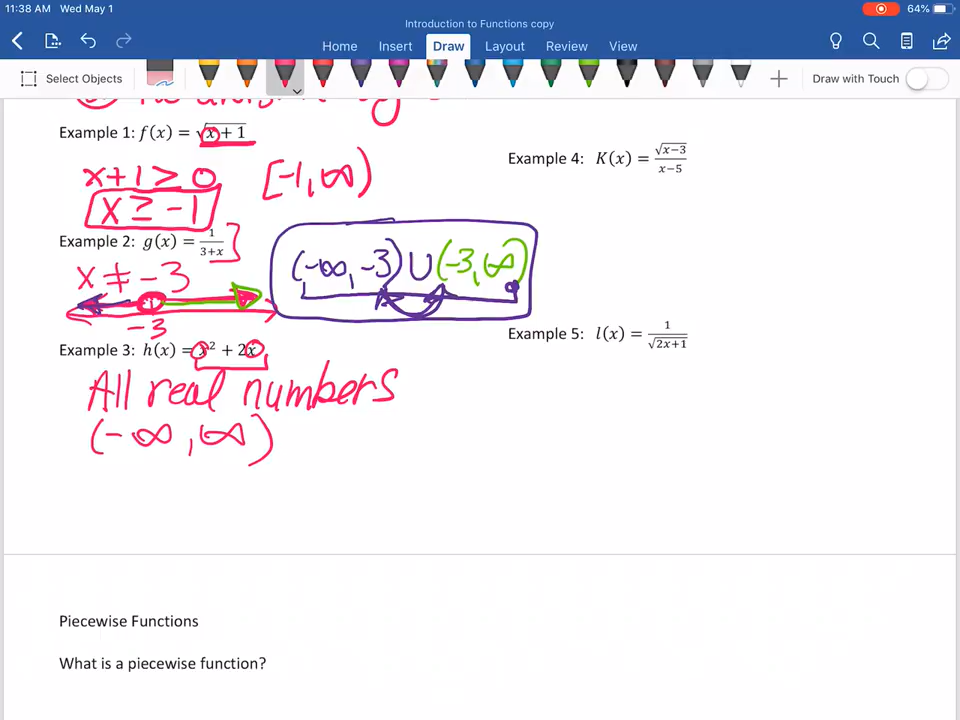 11:38 AM Wed May 1
64%
Introduction to Functions copy
Home Insert Draw Layout Review View
Select Objects
Draw with Touch
Example 1: f(x) = √(x + 1)
x+1 ≥ 0 [-1, ∞)
x ≥ -1
Example 2: g(x) = 1/(3+x)
x ≠ -3
(-∞, -3) ∪ (-3, ∞)
-3
Example 3: h(x) = x² + 2x
All real numbers
(-∞, ∞)
Example 4: K(x) = √(x−3)/(x−5)
Example 5: l(x) = 1/√(2x+1)
Piecewise Functions
What is a piecewise function?